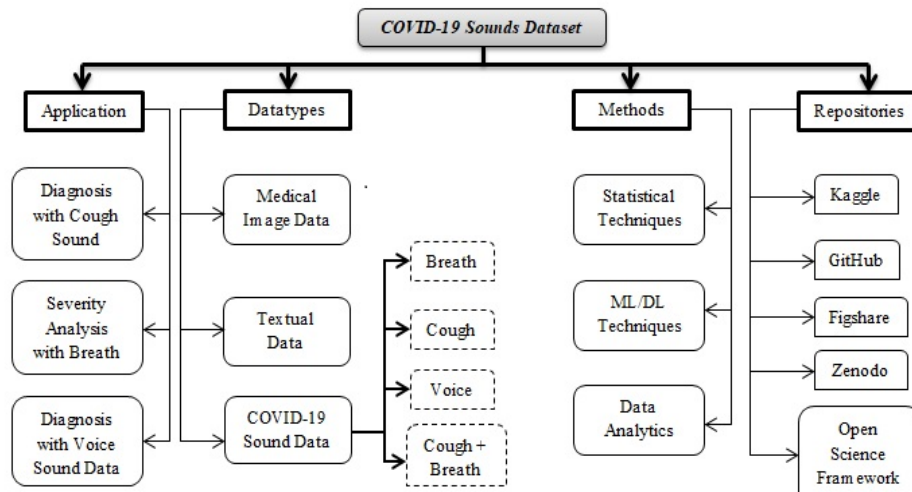 COVID-19 Sounds Dataset
Application
Datatypes
Methods
Repositories
Diagnosis
with Cough
Sound
Severity
Analysis
with Breath
Diagnosis
with Voice
Sound Data
Medical
Image Data
Textual
Data
COVID-19
Sound Data
Breath
Cough
Voice
Cough +
Breath
Statistical
Techniques
ML/DL
Techniques
Data
Analytics
Kaggle
GitHub
Figshare
Zenodo
Open
Science
Framework